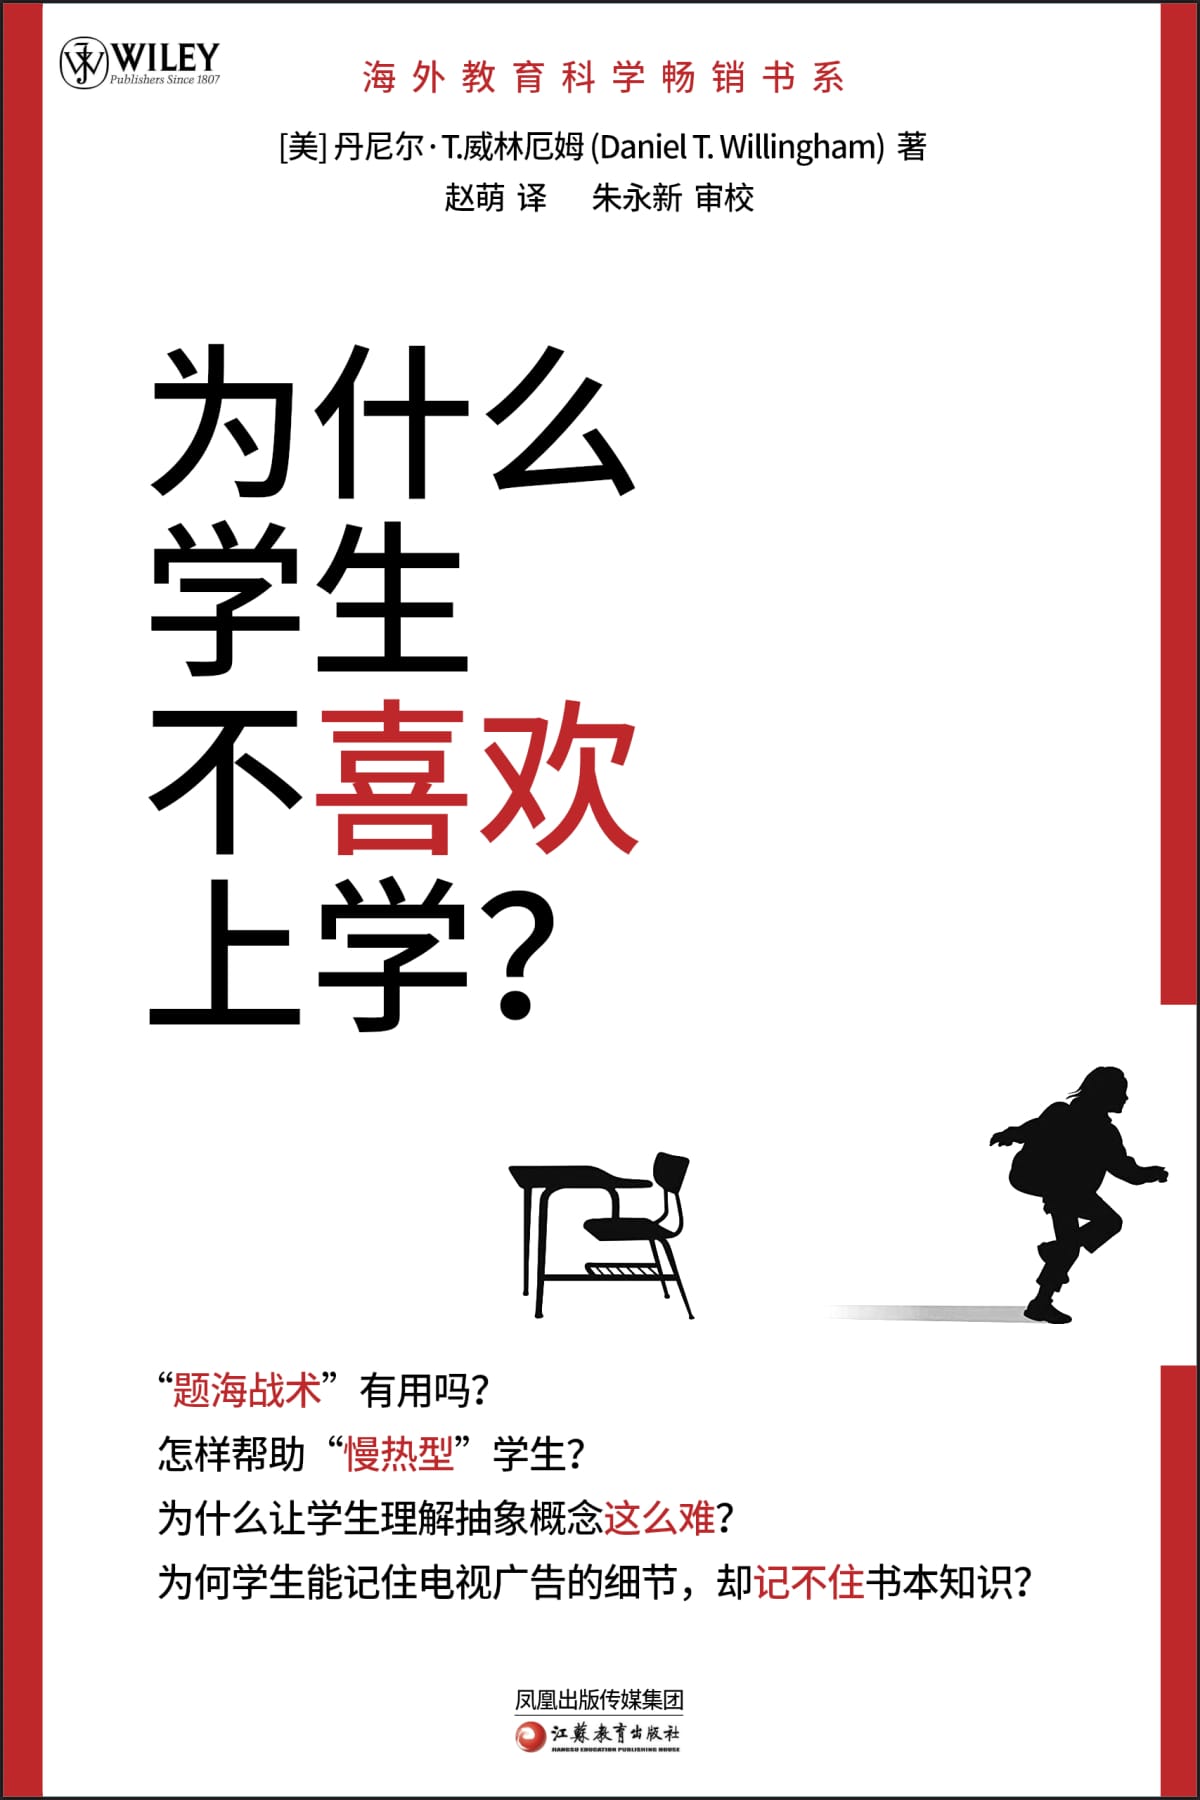 WILEY
Publishers Since 1807
海外教育科学畅销书系
[美]丹尼尔·T.威林厄姆(Daniel T. Willingham) 著
赵萌 译 朱永新 审校
为什么
学生
不喜欢
上学?
“题海战术”有用吗?
怎样帮助“慢热型”学生?
为什么让学生理解抽象概念这么难?
为何学生能记住电视广告的细节，却记不住书本知识?
凤凰出版传媒集团
江苏教育出版社
JIANGSU EDUCATION PUBLISHING HOUSE